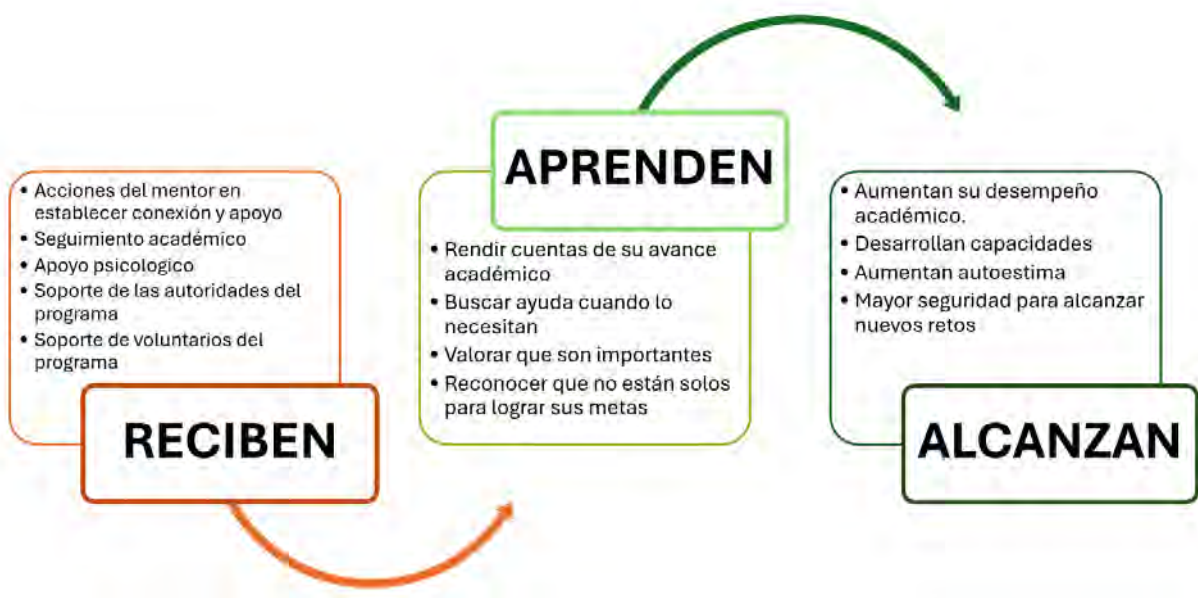 • Acciones del mentor en
establecer conexión y apoyo
• Seguimiento académico
• Apoyo psicologico
• Soporte de las autoridades del
programa
• Soporte de voluntarios del
programa
RECIBEN
APRENDEN
• Rendir cuentas de su avance
académico
• Buscar ayuda cuando lo
necesitan
• Valorar que son importantes
• Reconocer que no están solos
para lograr sus metas
• Aumentan su desempeño
académico.
• Desarrollan capacidades
• Aumentan autoestima
• Mayor seguridad para alcanzar
nuevos retos
ALCANZAN